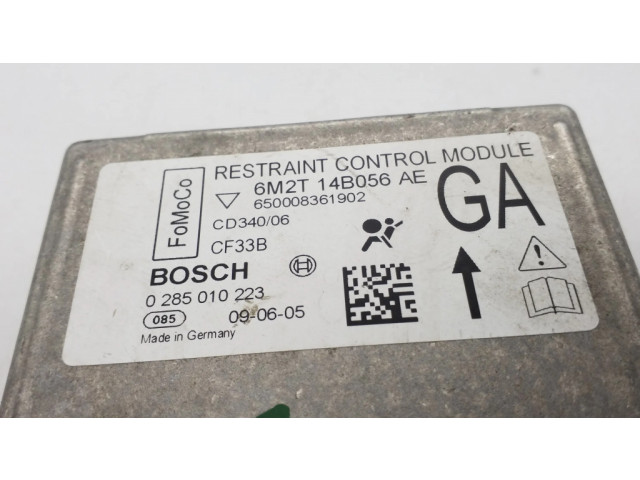 FoMoCo
RESTRAINT CONTROL MODULE
6M2T 14B056 AE
650008361902
GA
CD340/06
CF33B
BOSCH
0 285 010 223
085
09-06-05
Made in Germany